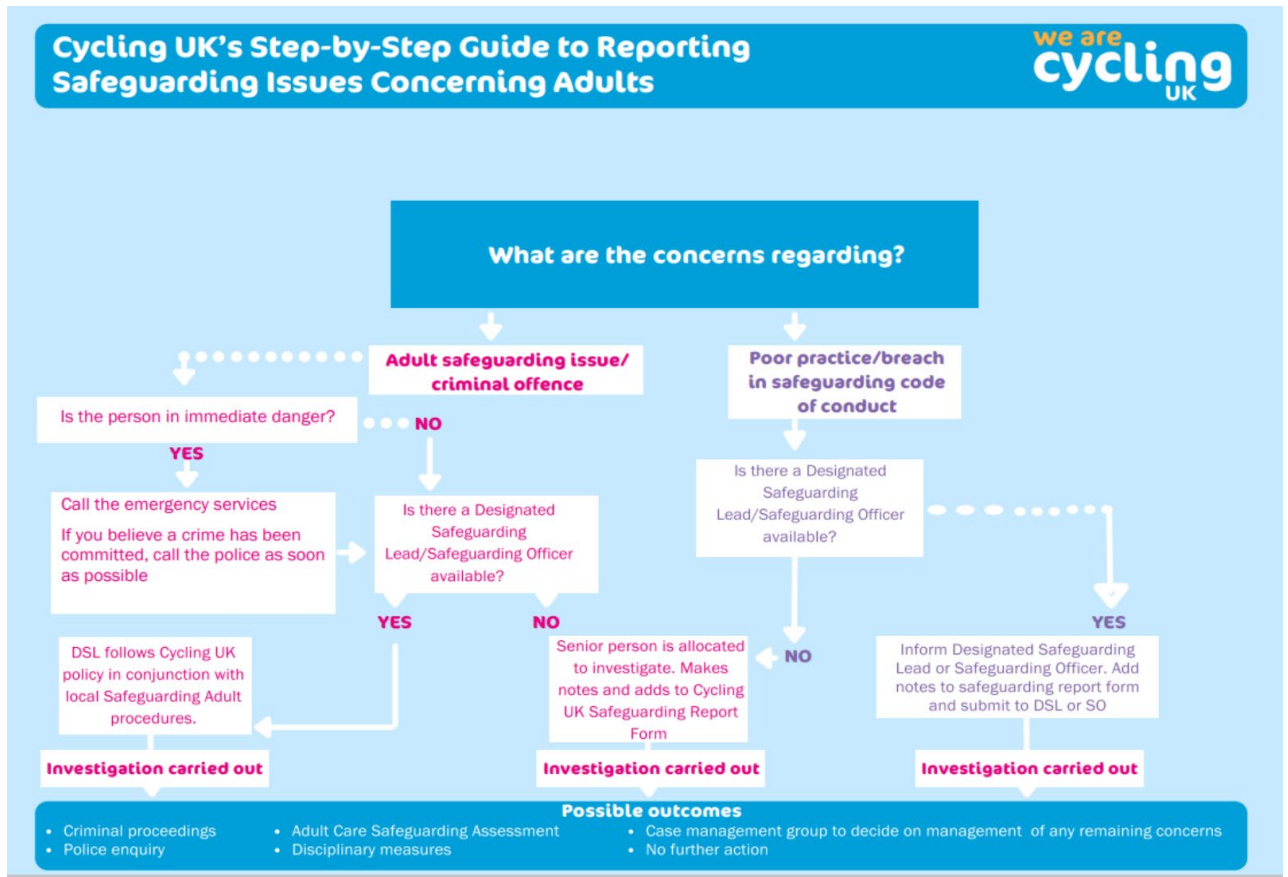 Cycling UK's Step-by-Step Guide to Reporting
Safeguarding Issues Concerning Adults
we are
cycling
UK
What are the concerns regarding?
Adult safeguarding issue/
criminal offence
Poor practice/breach
in safeguarding code
of conduct
Is the person in immediate danger?
NO
YES
Call the emergency services
If you believe a crime has been
committed, call the police as soon
as possible
Is there a Designated
Safeguarding
Lead/Safeguarding Officer
available?
Is there a Designated
Safeguarding
Lead/Safeguarding Officer
available?
YES
NO
NO
YES
DSL follows Cycling UK
policy in conjunction with
local Safeguarding Adult
procedures.
Senior person is allocated
to investigate. Makes
notes and adds to Cycling
UK Safeguarding Report
Form
Inform Designated Safeguarding
Lead or Safeguarding Officer. Add
notes to safeguarding report form
and submit to DSL or SO
Investigation carried out
Investigation carried out
Investigation carried out
Possible outcomes
• Criminal proceedings
• Police enquiry
• Adult Care Safeguarding Assessment
• Disciplinary measures
• Case management group to decide on management of any remaining concerns
• No further action